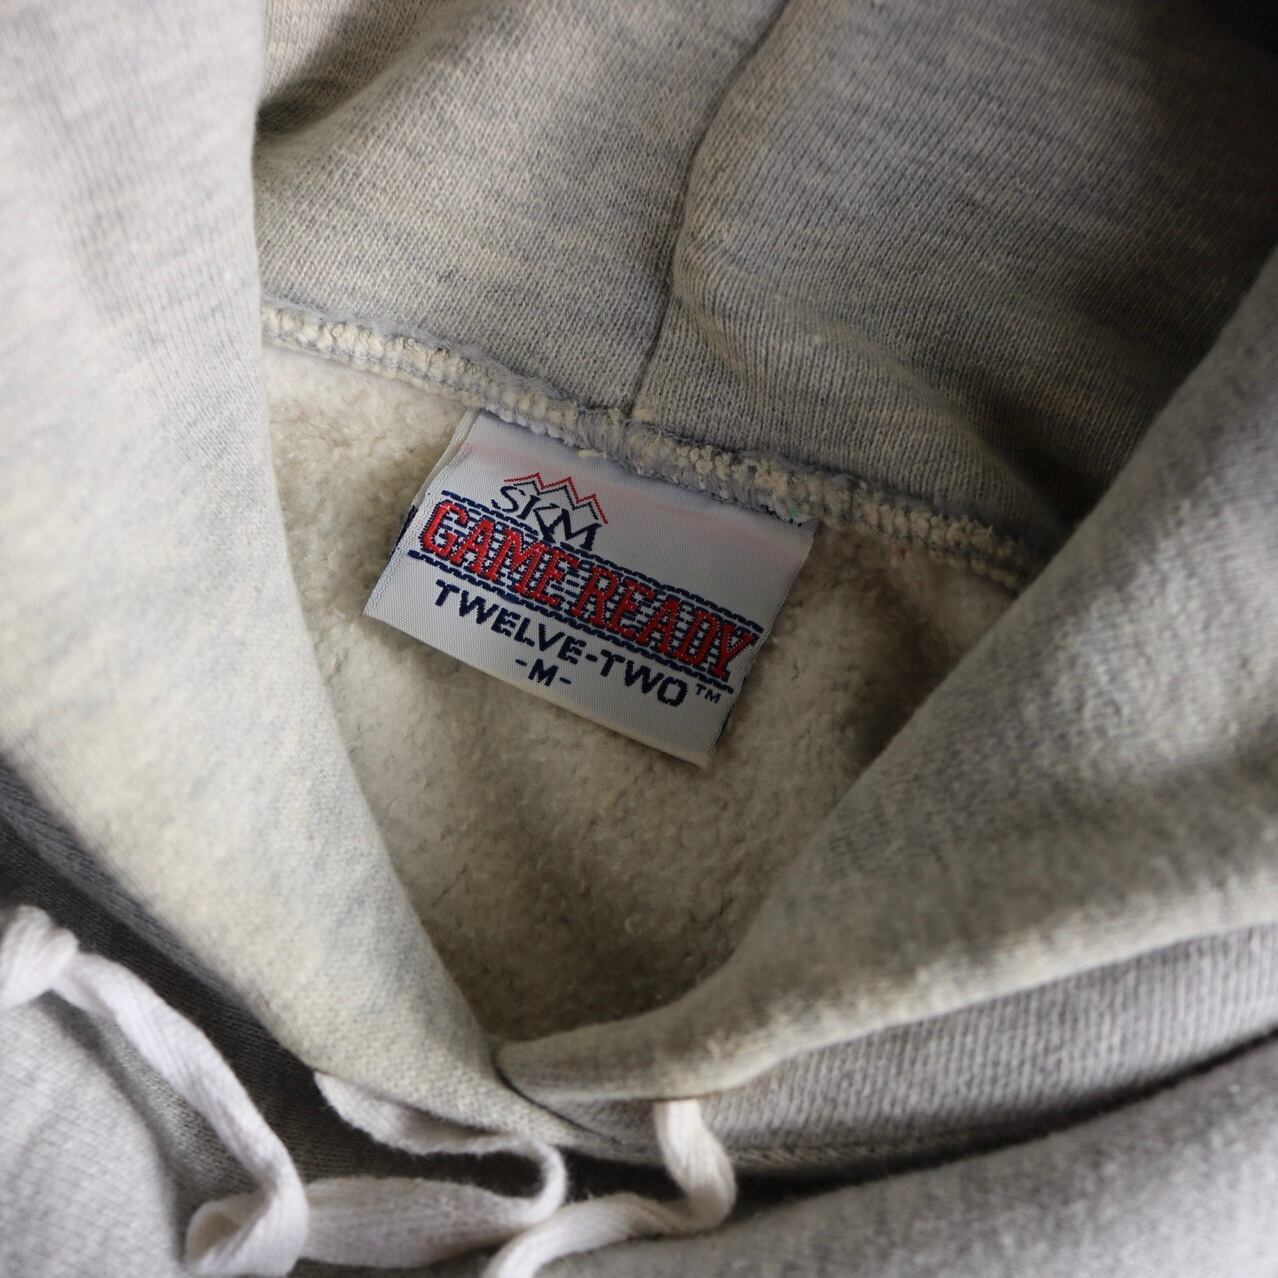 SKM
GAME READY
TWELVE-TWO™
-M-